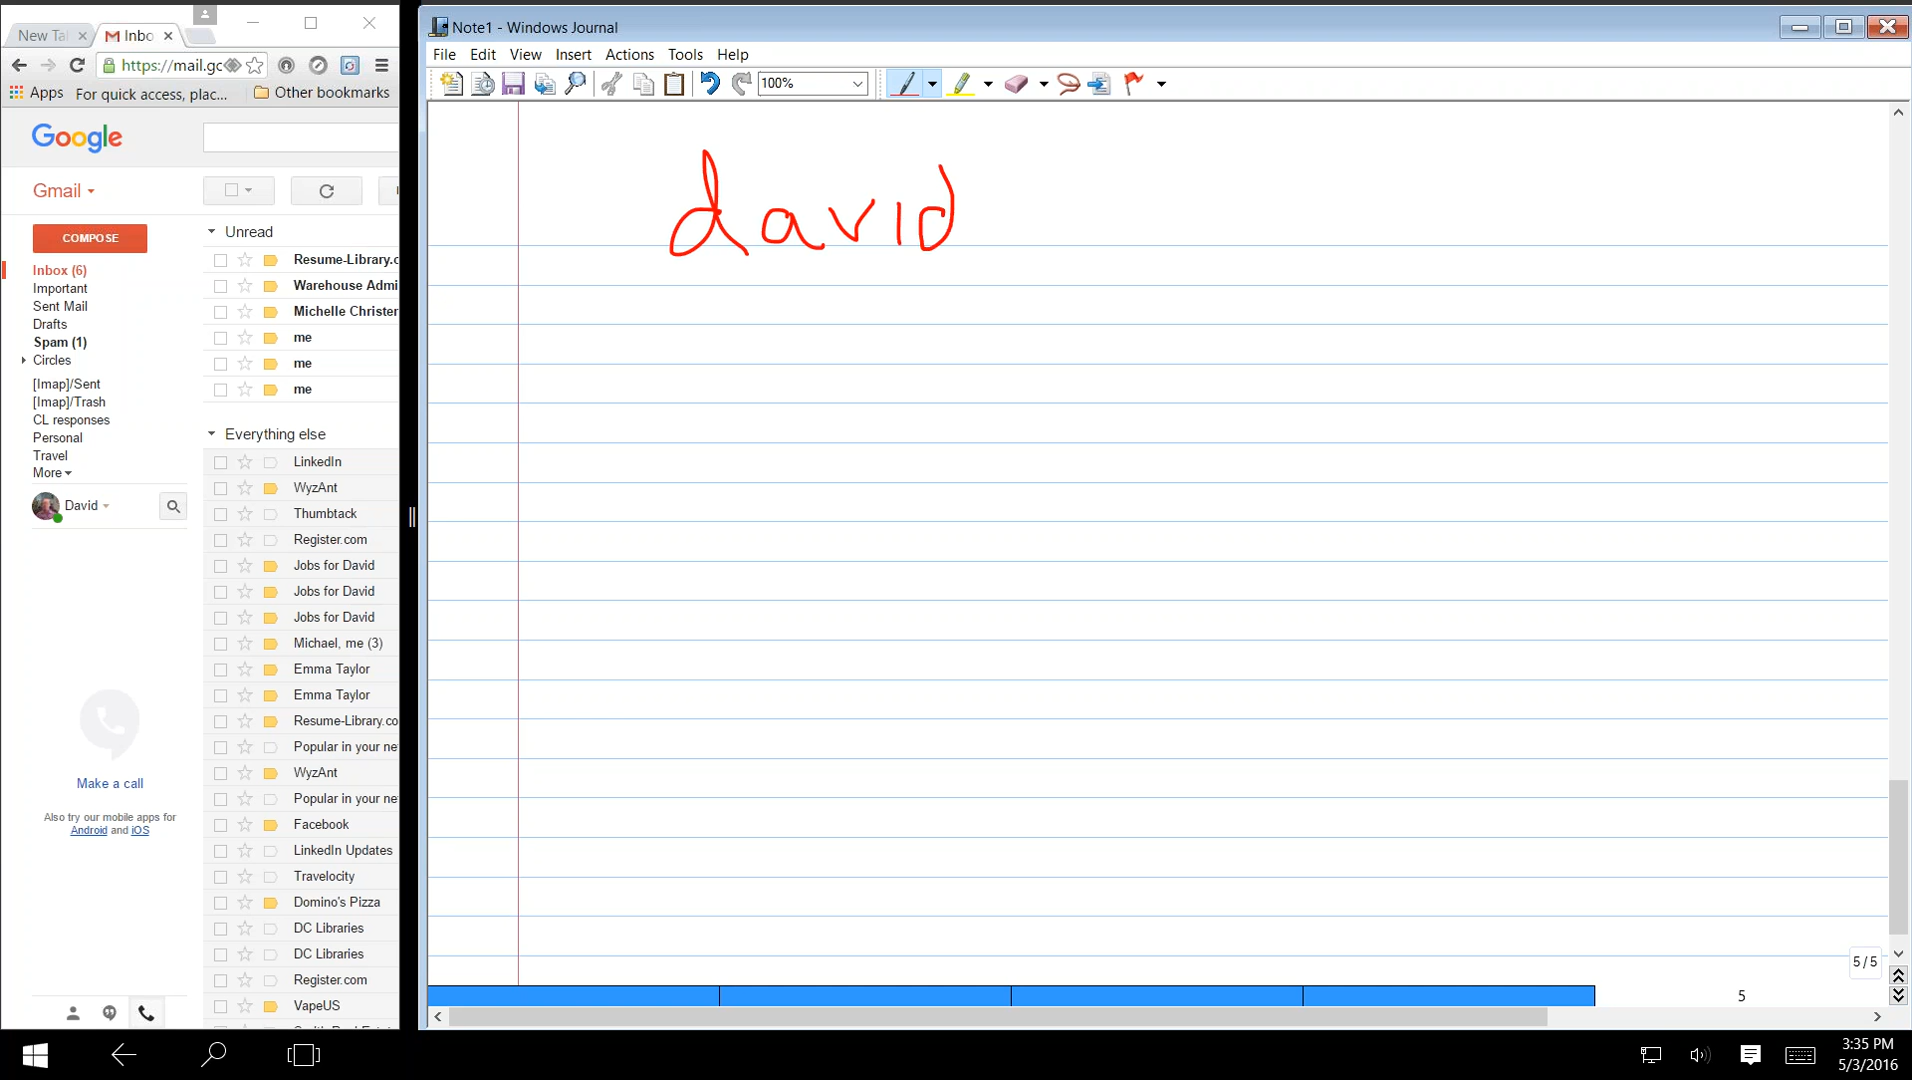 New Tal
Inbo
https://mail.gc
Apps
For quick access, plac...
Other bookmarks
Google
Gmail
COMPOSE
Inbox (6)
Important
Sent Mail
Drafts
Spam (1)
Circles
[Imap]/Sent
[Imap]/Trash
CL responses
Personal
Travel
More
David
Make a call
Also try our mobile apps for
Android and iOS
Unread
Resume-Library.c
Warehouse Admi
Michelle Christer
me
me
me
Everything else
LinkedIn
WyzAnt
Thumbtack
Register.com
Jobs for David
Jobs for David
Jobs for David
Michael, me (3)
Emma Taylor
Emma Taylor
Resume-Library.co
Popular in your ne
WyzAnt
Popular in your ne
Facebook
LinkedIn Updates
Travelocity
Domino's Pizza
DC Libraries
DC Libraries
Register.com
VapeUS
Note1 - Windows Journal
File Edit View Insert Actions Tools Help
100%
david
5 / 5
5
3:35 PM
5/3/2016